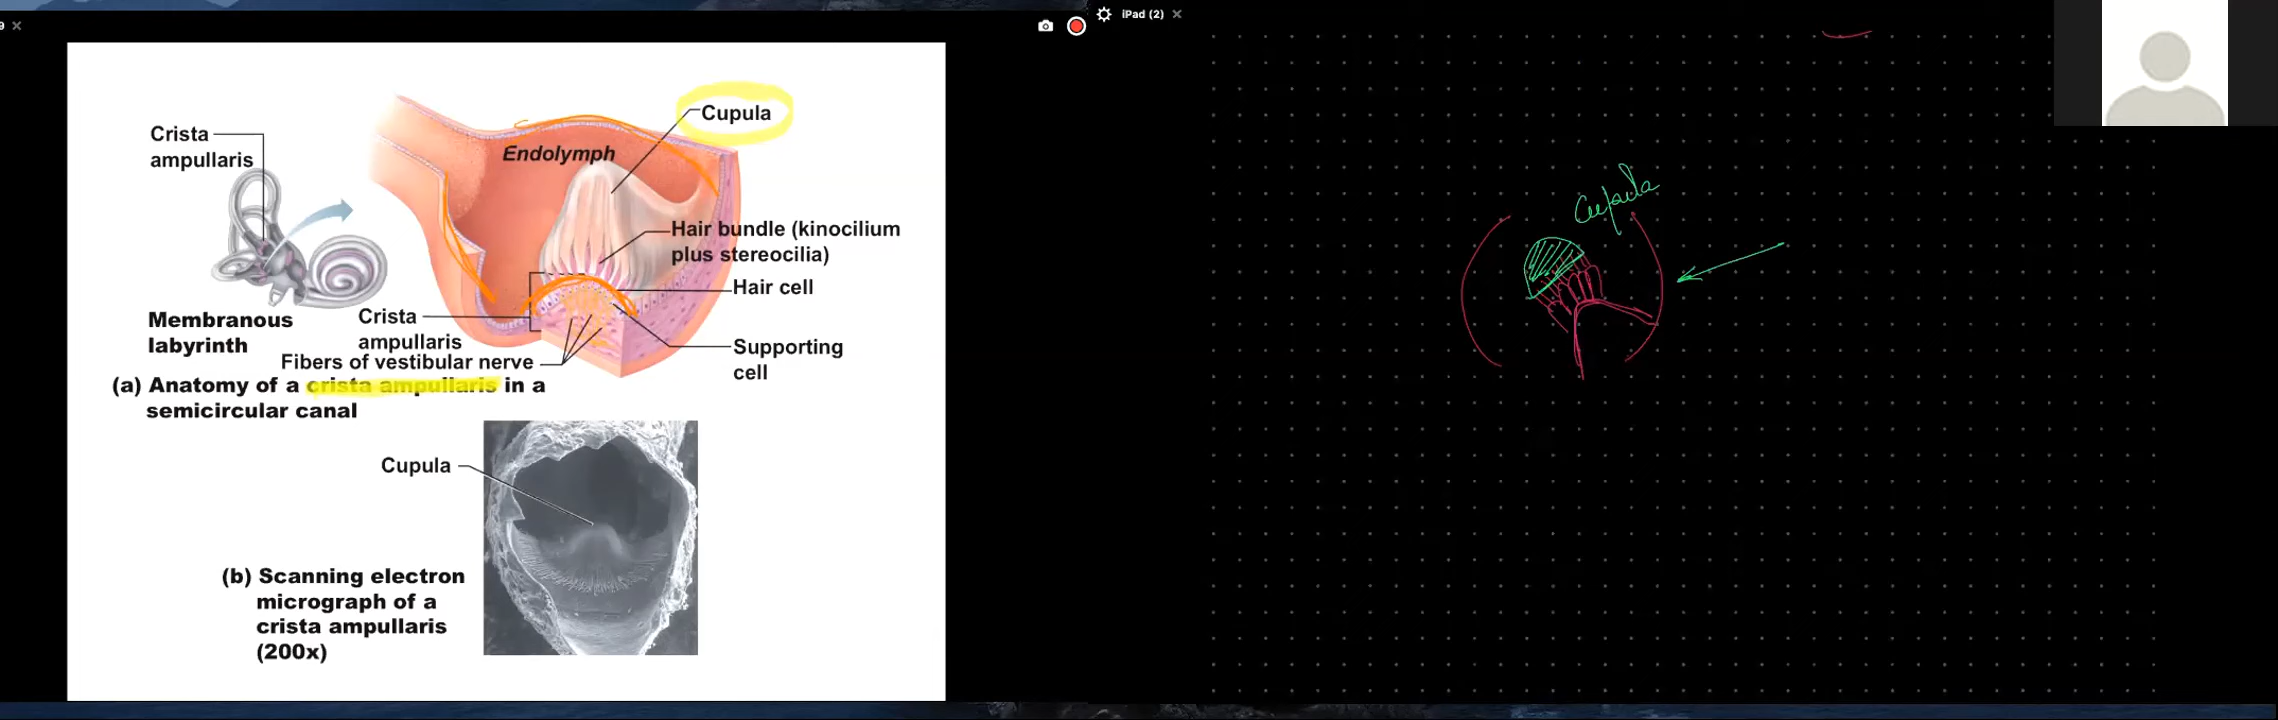 9
iPad (2)
Cupula
Crista
ampullaris
Endolymph
Hair bundle (kinocilium
plus stereocilia)
Hair cell
Crista
ampullaris
Membranous
labyrinth
Supporting
cell
Fibers of vestibular nerve
(a) Anatomy of a crista ampullaris in a
semicircular canal
Cupula
(b) Scanning electron
micrograph of a
crista ampullaris
(200x)
Cupula